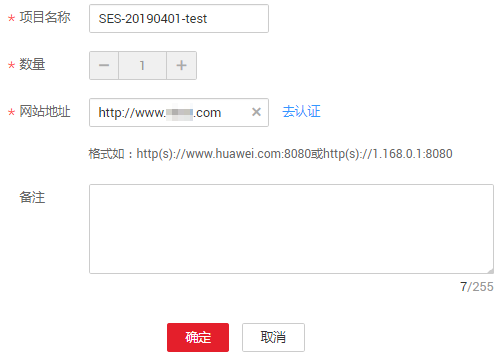 * 项目名称 SES-20190401-test
* 数量 − 1 +
* 网站地址 http://www. .com × 去认证
格式如：http(s)://www.huawei.com:8080或http(s)://1.168.0.1:8080
备注
7/255
确定 取消